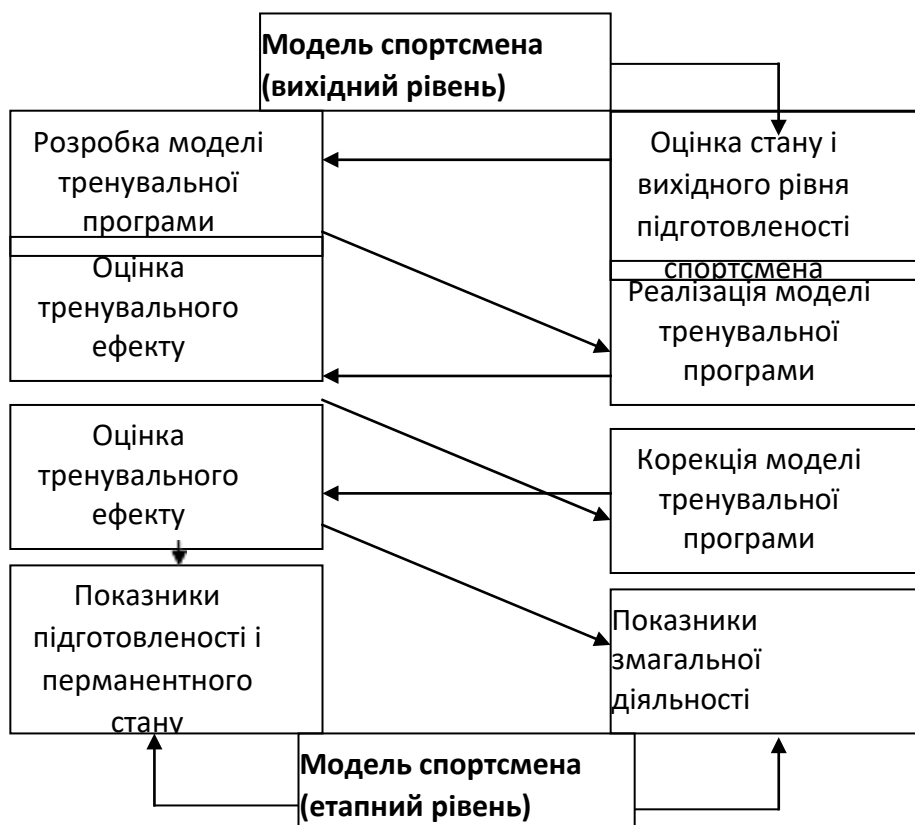 Модель спортсмена
(вихідний рівень)
Розробка моделі
тренувальної
програми
Оцінка стану і
вихідного рівня
підготовленості
спортсмена
Оцінка
тренувального
ефекту
Реалізація моделі
тренувальної
програми
Оцінка
тренувального
ефекту
Корекція моделі
тренувальної
програми
Показники
підготовленості і
перманентного
стану
Показники
змагальної
діяльності
Модель спортсмена
(етапний рівень)